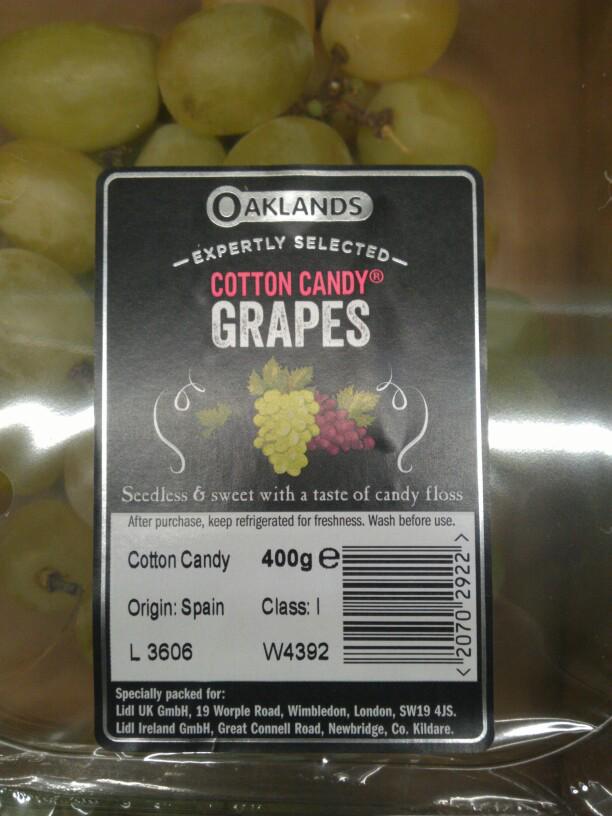 OAKLANDS
—EXPERTLY SELECTED—
COTTON CANDY®
GRAPES
Seedless & sweet with a taste of candy floss
After purchase, keep refrigerated for freshness. Wash before use.
Cotton Candy 400g ℮
Origin: Spain Class: I
L 3606 W4392
< 2070 2922 >
Specially packed for:
Lidl UK GmbH, 19 Worple Road, Wimbledon, London, SW19 4JS.
Lidl Ireland GmbH, Great Connell Road, Newbridge, Co. Kildare.